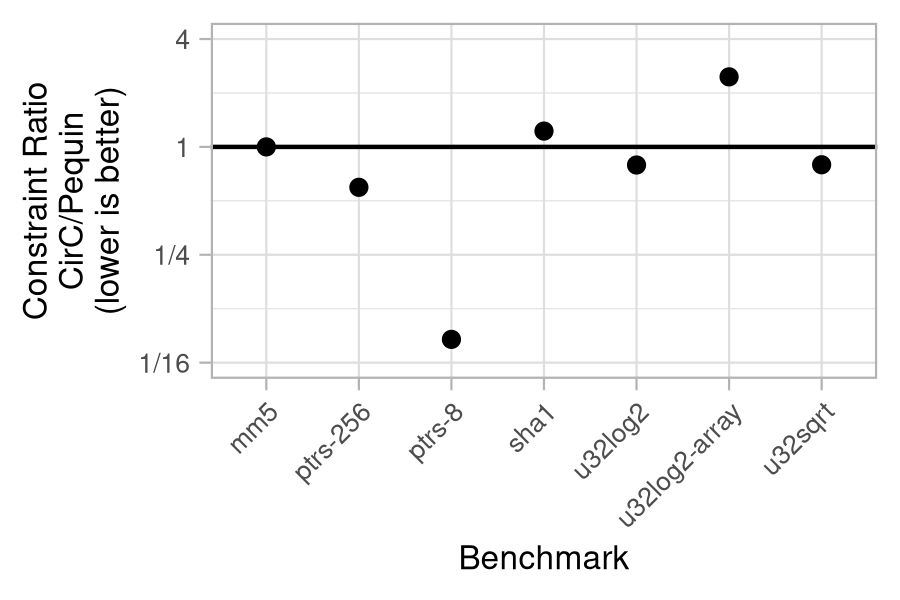 Constraint Ratio
CirC/Pequin
(lower is better)
4
1
1/4
1/16
mm5
ptrs-256
ptrs-8
sha1
u32log2
u32log2-array
u32sqrt
Benchmark